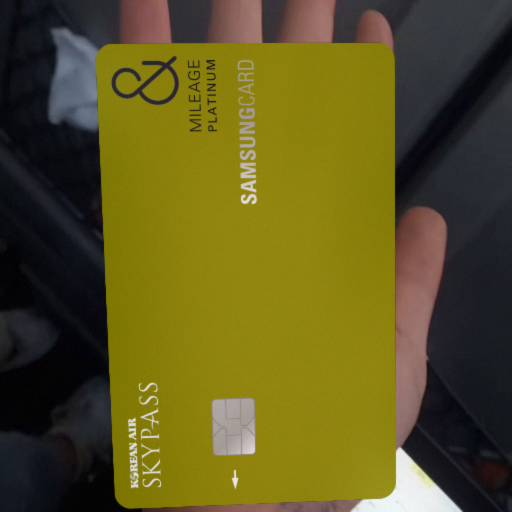 &
MILEAGE
PLATINUM
SAMSUNGCARD
KOREAN AIR
SKYPASS